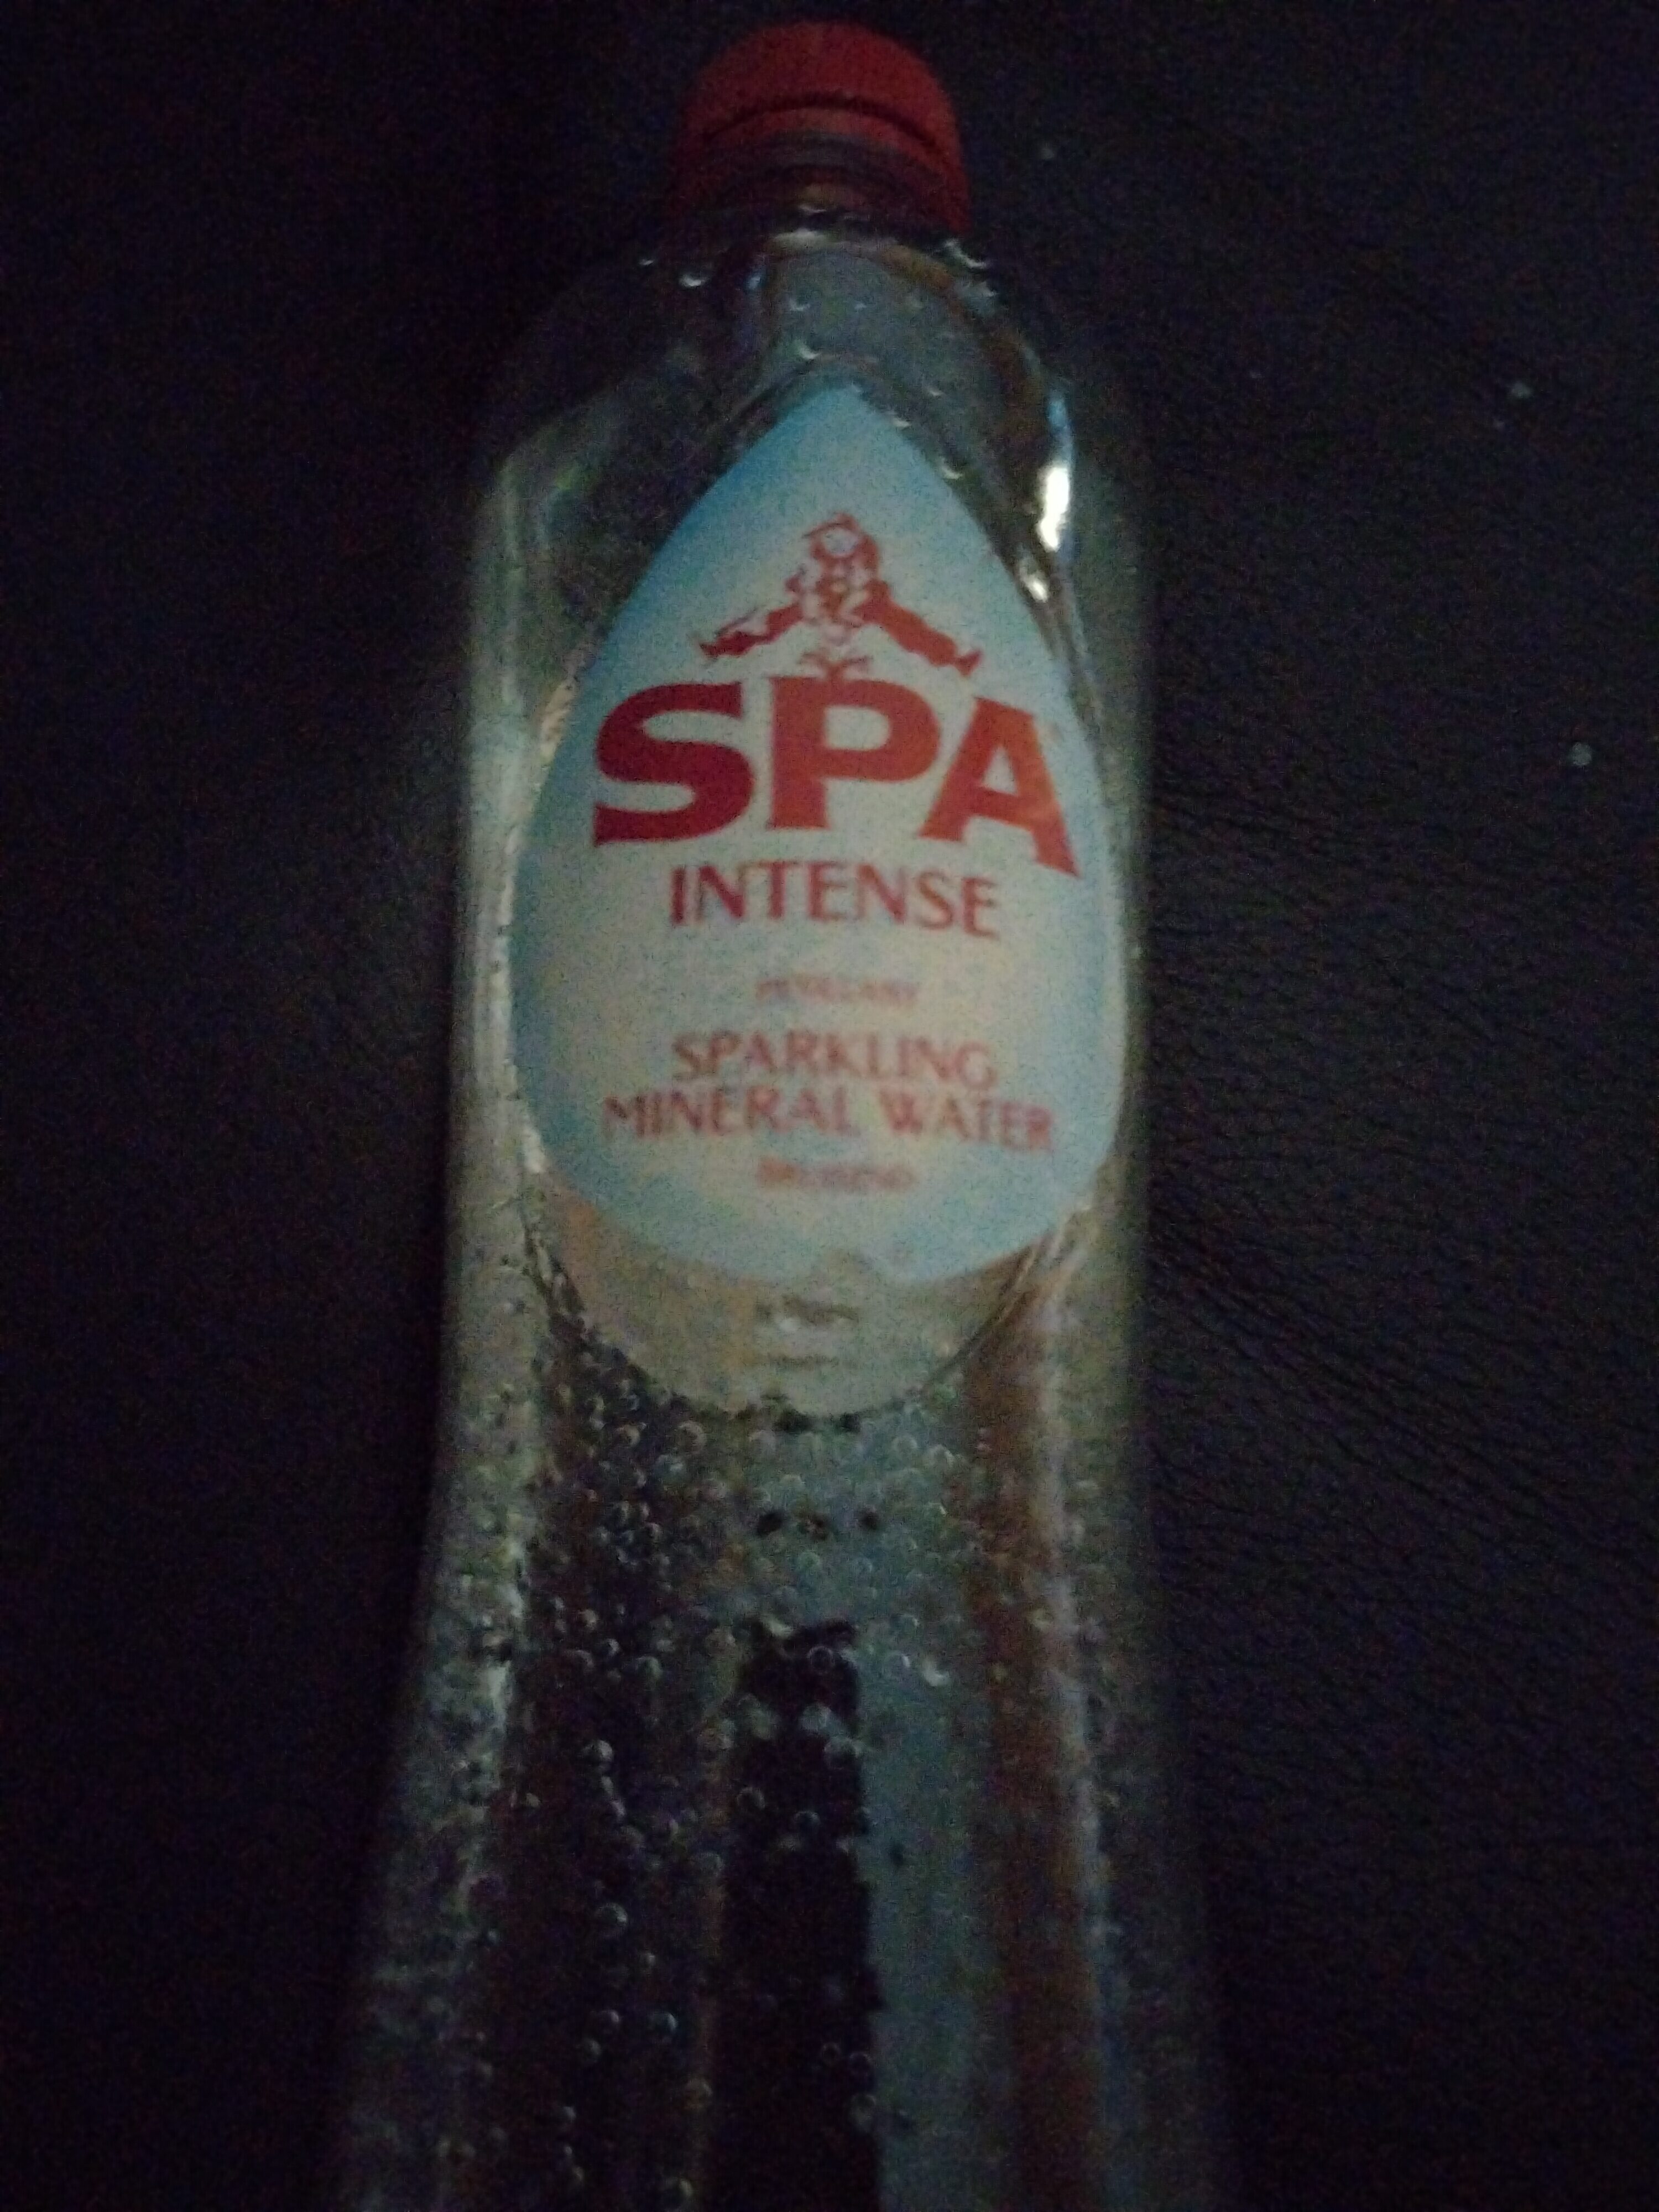 SPA
INTENSE
SPARKLING
MINERAL WATER